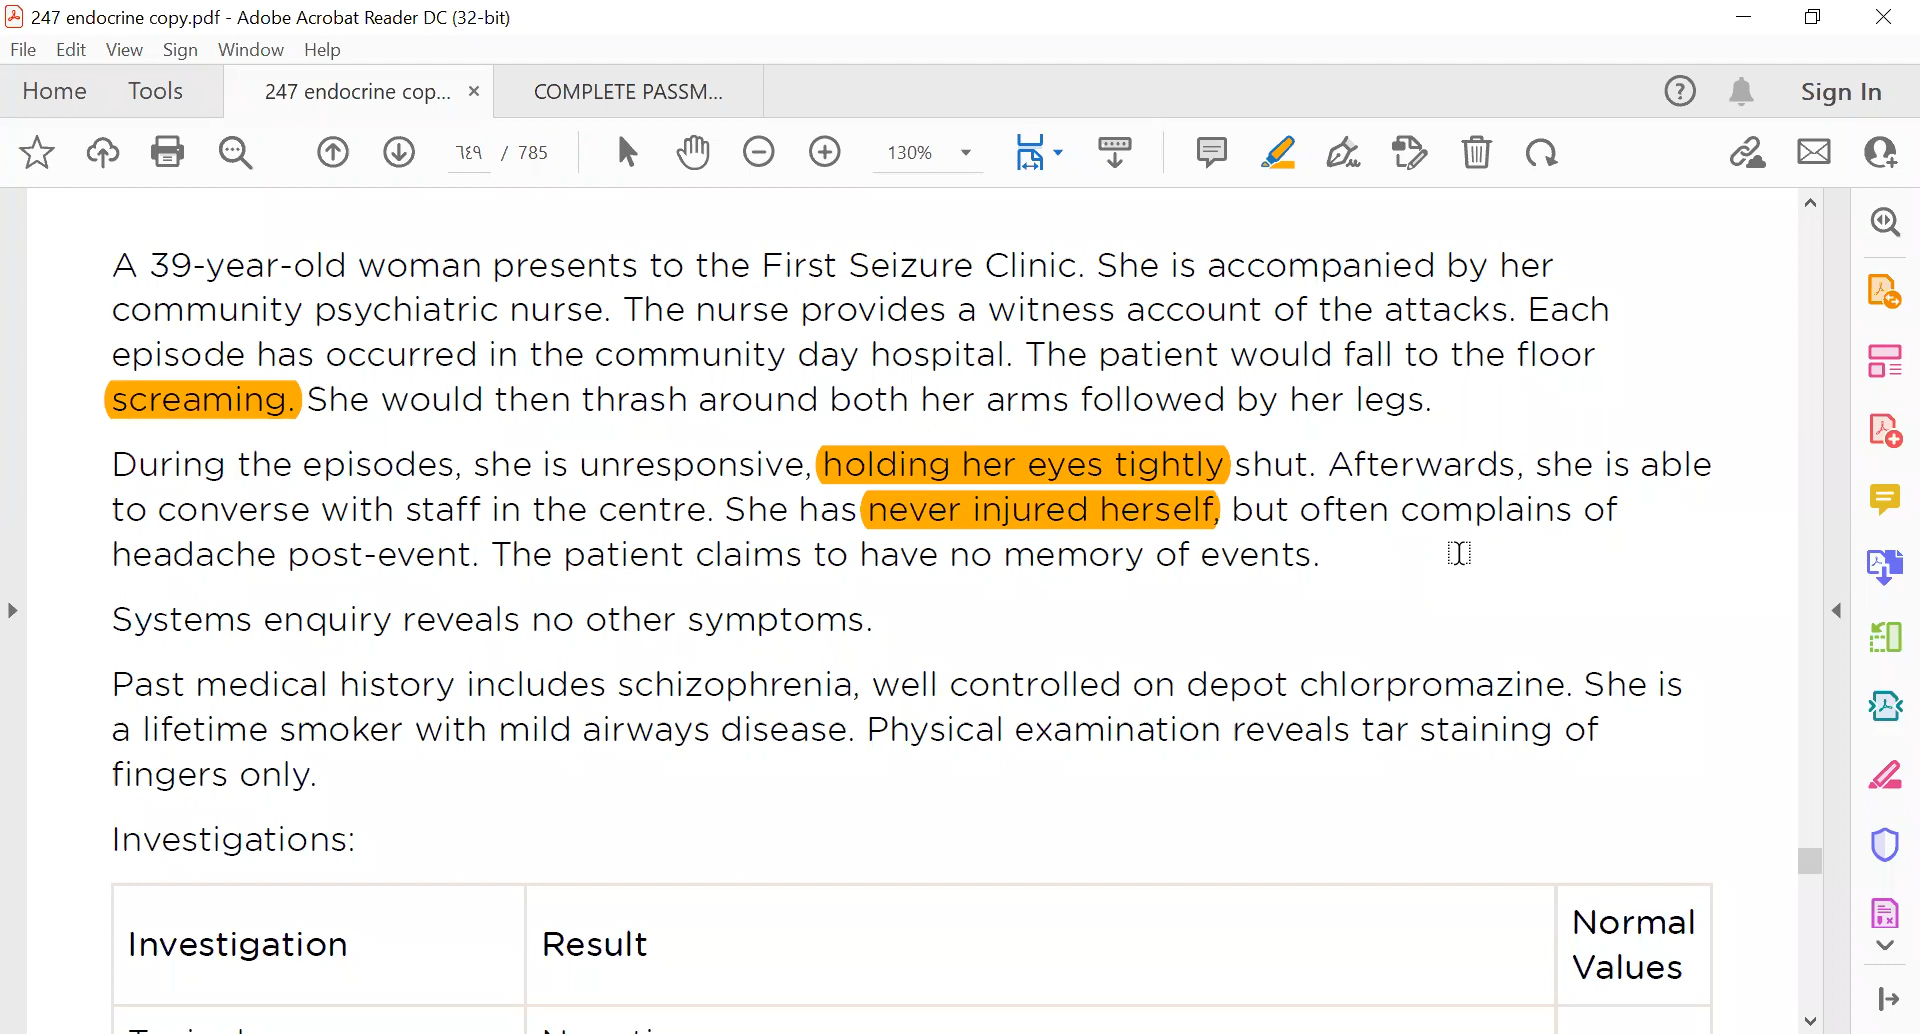 247 endocrine copy.pdf - Adobe Acrobat Reader DC (32-bit)
File Edit View Sign Window Help
Home Tools 247 endocrine cop... × COMPLETE PASSM... Sign In
٦٤٩ / 785 130%
A 39-year-old woman presents to the First Seizure Clinic. She is accompanied by her
community psychiatric nurse. The nurse provides a witness account of the attacks. Each
episode has occurred in the community day hospital. The patient would fall to the floor
screaming. She would then thrash around both her arms followed by her legs.
During the episodes, she is unresponsive, holding her eyes tightly shut. Afterwards, she is able
to converse with staff in the centre. She has never injured herself, but often complains of
headache post-event. The patient claims to have no memory of events.
Systems enquiry reveals no other symptoms.
Past medical history includes schizophrenia, well controlled on depot chlorpromazine. She is
a lifetime smoker with mild airways disease. Physical examination reveals tar staining of
fingers only.
Investigations:
Investigation Result Normal
Values